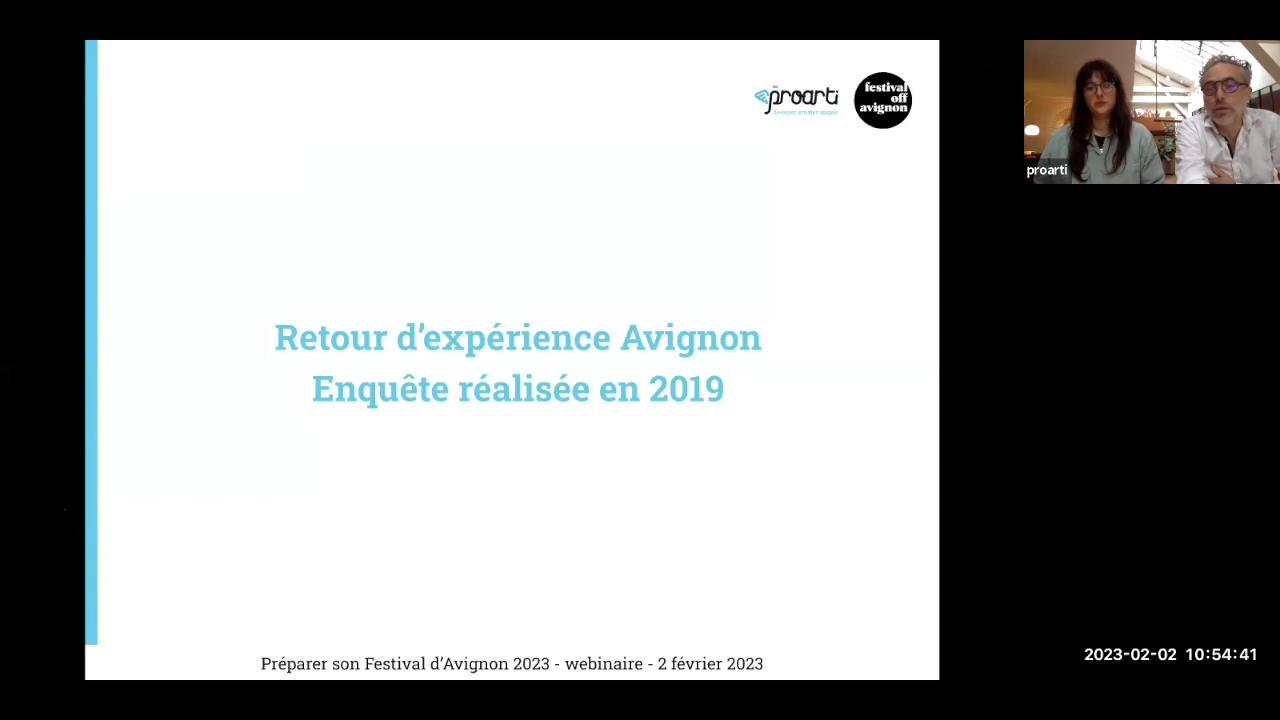 proarti
festival
off
avignon
Retour d’expérience Avignon
Enquête réalisée en 2019
Préparer son Festival d’Avignon 2023 - webinaire - 2 février 2023
proarti
2023-02-02 10:54:41